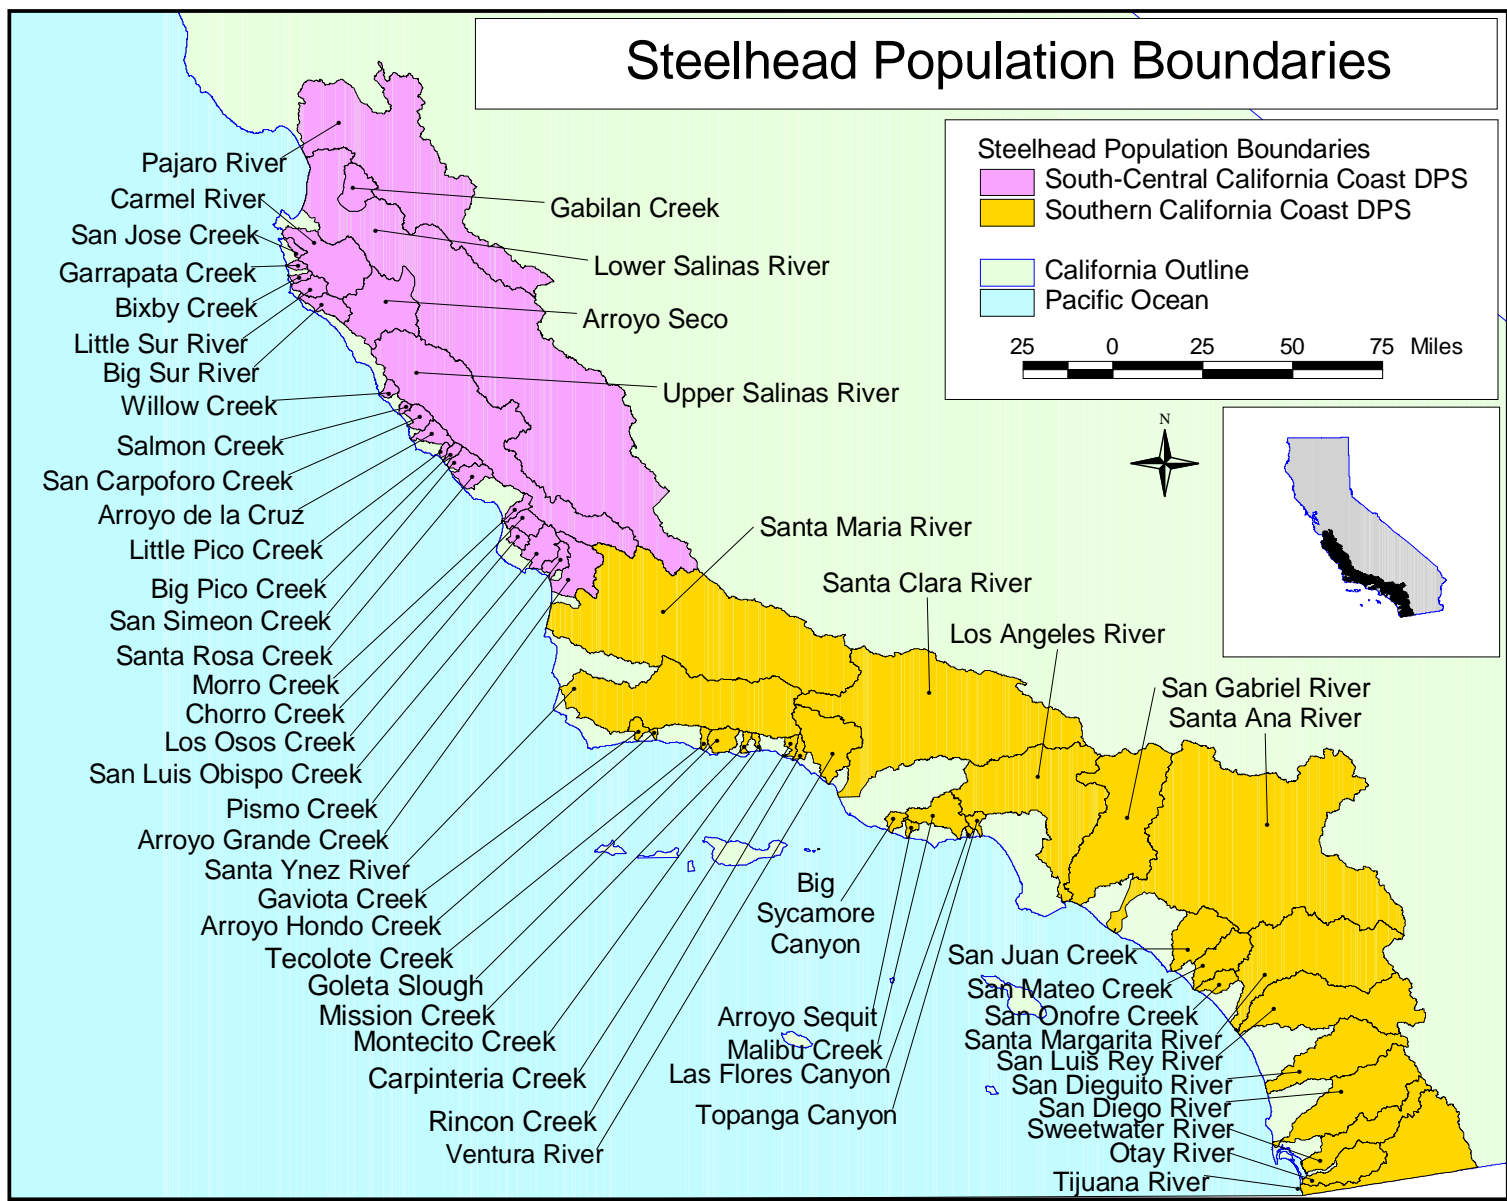 Steelhead Population Boundaries
Steelhead Population Boundaries
South-Central California Coast DPS
Southern California Coast DPS
California Outline
Pacific Ocean
25 0 25 50 75 Miles
N
Pajaro River
Carmel River
San Jose Creek
Garrapata Creek
Bixby Creek
Little Sur River
Big Sur River
Willow Creek
Salmon Creek
San Carpoforo Creek
Arroyo de la Cruz
Little Pico Creek
Big Pico Creek
San Simeon Creek
Santa Rosa Creek
Morro Creek
Chorro Creek
Los Osos Creek
San Luis Obispo Creek
Pismo Creek
Arroyo Grande Creek
Santa Ynez River
Gaviota Creek
Arroyo Hondo Creek
Tecolote Creek
Goleta Slough
Mission Creek
Montecito Creek
Carpinteria Creek
Rincon Creek
Ventura River
Gabilan Creek
Lower Salinas River
Arroyo Seco
Upper Salinas River
Santa Maria River
Santa Clara River
Los Angeles River
San Gabriel River
Santa Ana River
Big
Sycamore
Canyon
Arroyo Sequit
Malibu Creek
Las Flores Canyon
Topanga Canyon
San Juan Creek
San Mateo Creek
San Onofre Creek
Santa Margarita River
San Luis Rey River
San Dieguito River
San Diego River
Sweetwater River
Otay River
Tijuana River